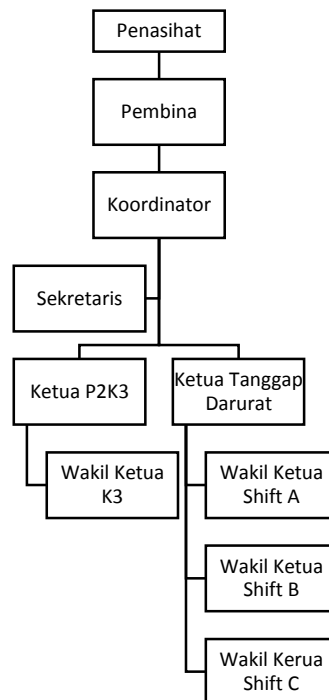 Penasihat
Pembina
Koordinator
Sekretaris
Ketua P2K3
Ketua Tanggap
Darurat
Wakil Ketua
K3
Wakil Ketua
Shift A
Wakil Ketua
Shift B
Wakil Kerua
Shift C